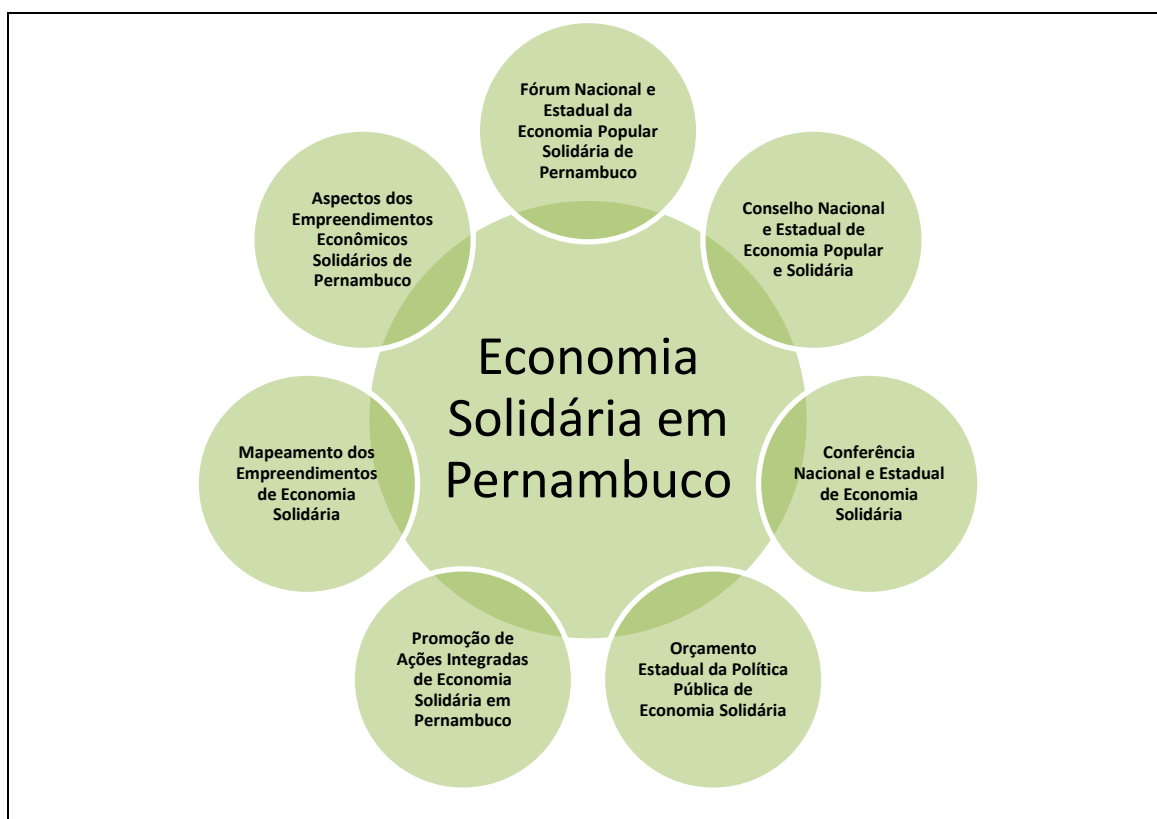 Fórum Nacional e
Estadual da
Economia Popular
Solidária de
Pernambuco
Conselho Nacional
e Estadual de
Economia Popular
e Solidária
Conferência
Nacional e Estadual
de Economia
Solidária
Orçamento
Estadual da Política
Pública de
Economia Solidária
Promoção de
Ações Integradas
de Economia
Solidária em
Pernambuco
Mapeamento dos
Empreendimentos
de Economia
Solidária
Aspectos dos
Empreendimentos
Econômicos
Solidários de
Pernambuco
Economia
Solidária em
Pernambuco